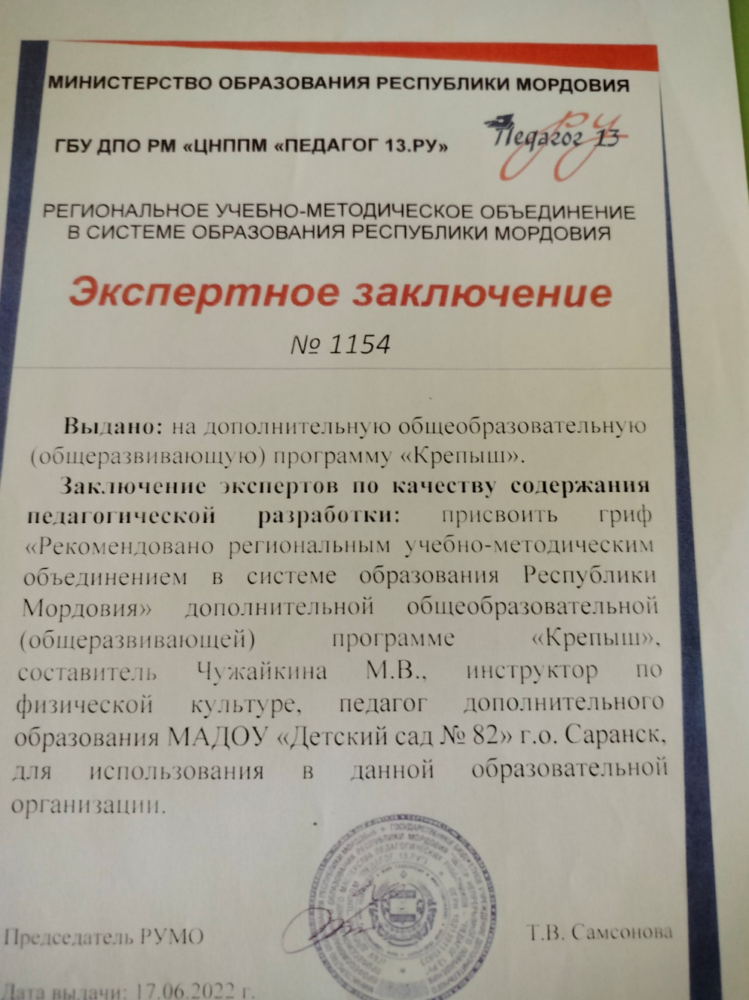 МИНИСТЕРСТВО ОБРАЗОВАНИЯ РЕСПУБЛИКИ МОРДОВИЯ
ГБУ ДПО РМ «ЦНППМ «ПЕДАГОГ 13.РУ»
Педагог 13 РУ
РЕГИОНАЛЬНОЕ УЧЕБНО-МЕТОДИЧЕСКОЕ ОБЪЕДИНЕНИЕ
В СИСТЕМЕ ОБРАЗОВАНИЯ РЕСПУБЛИКИ МОРДОВИЯ
Экспертное заключение
№ 1154
Выдано: на дополнительную общеобразовательную
(общеразвивающую) программу «Крепыш».
Заключение экспертов по качеству содержания
педагогической разработки: присвоить гриф
«Рекомендовано региональным учебно-методическим
объединением в системе образования Республики
Мордовия» дополнительной общеобразовательной
(общеразвивающей) программе «Крепыш»,
составитель Чужайкина М.В., инструктор по
физической культуре, педагог дополнительного
образования МАДОУ «Детский сад № 82» г.о. Саранск,
для использования в данной образовательной
организации.
Председатель РУМО Т.В. Самсонова
Дата выдачи: 17.06.2022 г.